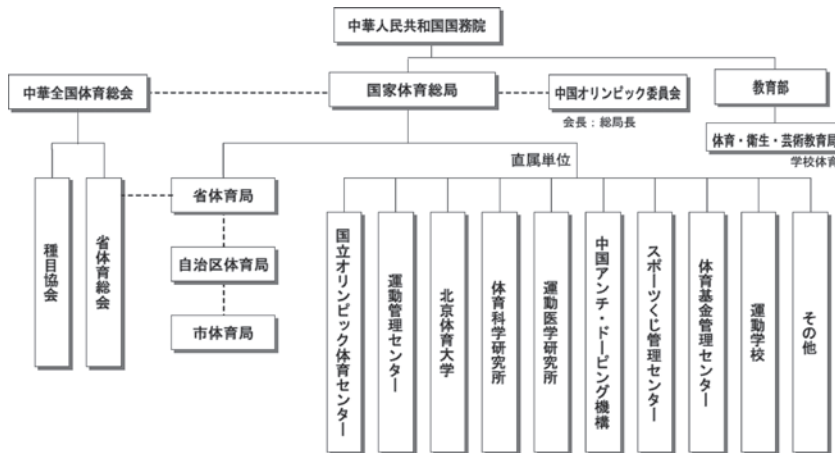 中華人民共和国国務院
中華全国体育総会
国家体育総局
中国オリンピック委員会
教育部
会長：総局長
体育・衛生・芸術教育局
学校体育
直属単位
種目協会
省体育総会
省体育局
自治区体育局
市体育局
国立オリンピック体育センター
運動管理センター
北京体育大学
体育科学研究所
運動医学研究所
中国アンチ・ドーピング機構
スポーツくじ管理センター
体育基金管理センター
運動学校
その他